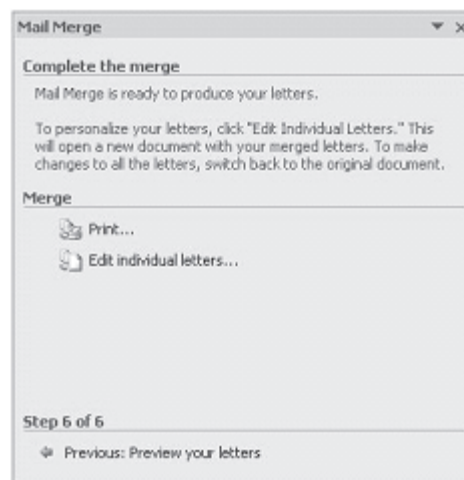 Mail Merge
Complete the merge
Mail Merge is ready to produce your letters.
To personalize your letters, click "Edit Individual Letters." This
will open a new document with your merged letters. To make
changes to all the letters, switch back to the original document.
Merge
Print...
Edit individual letters...
Step 6 of 6
Previous: Preview your letters